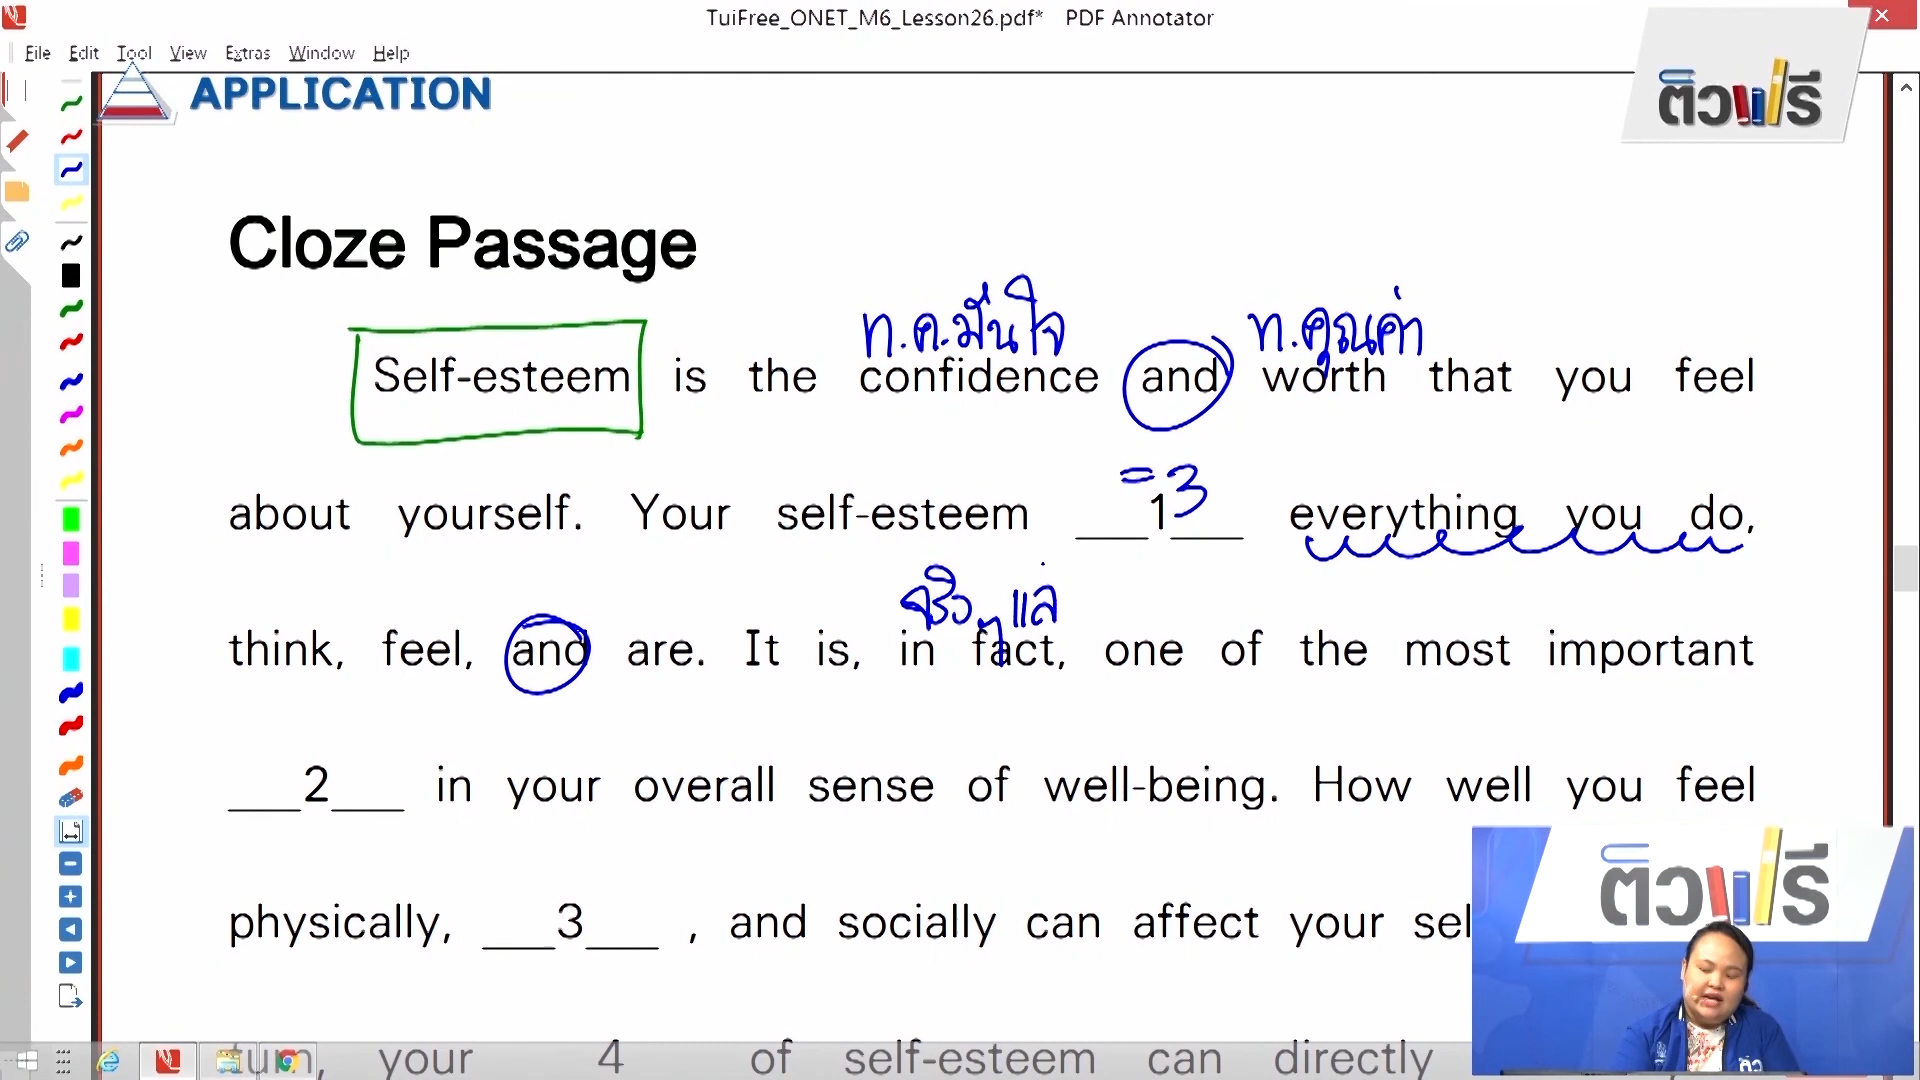 TuiFree_ONET_M6_Lesson26.pdf* PDF Annotator
File Edit Tool View Extras Window Help
APPLICATION
ติวฟรี
Cloze Passage
ท.ค.มั่นใจ ท.คุณค่า
Self-esteem is the confidence and worth that you feel
=3
about yourself. Your self-esteem ___1___ everything you do,
จริงๆ แล้
think, feel, and are. It is, in fact, one of the most important
___2___ in your overall sense of well-being. How well you feel
physically, ___3___ , and socially can affect your sel
turn, your 4 of self-esteem can directly
ติวฟรี